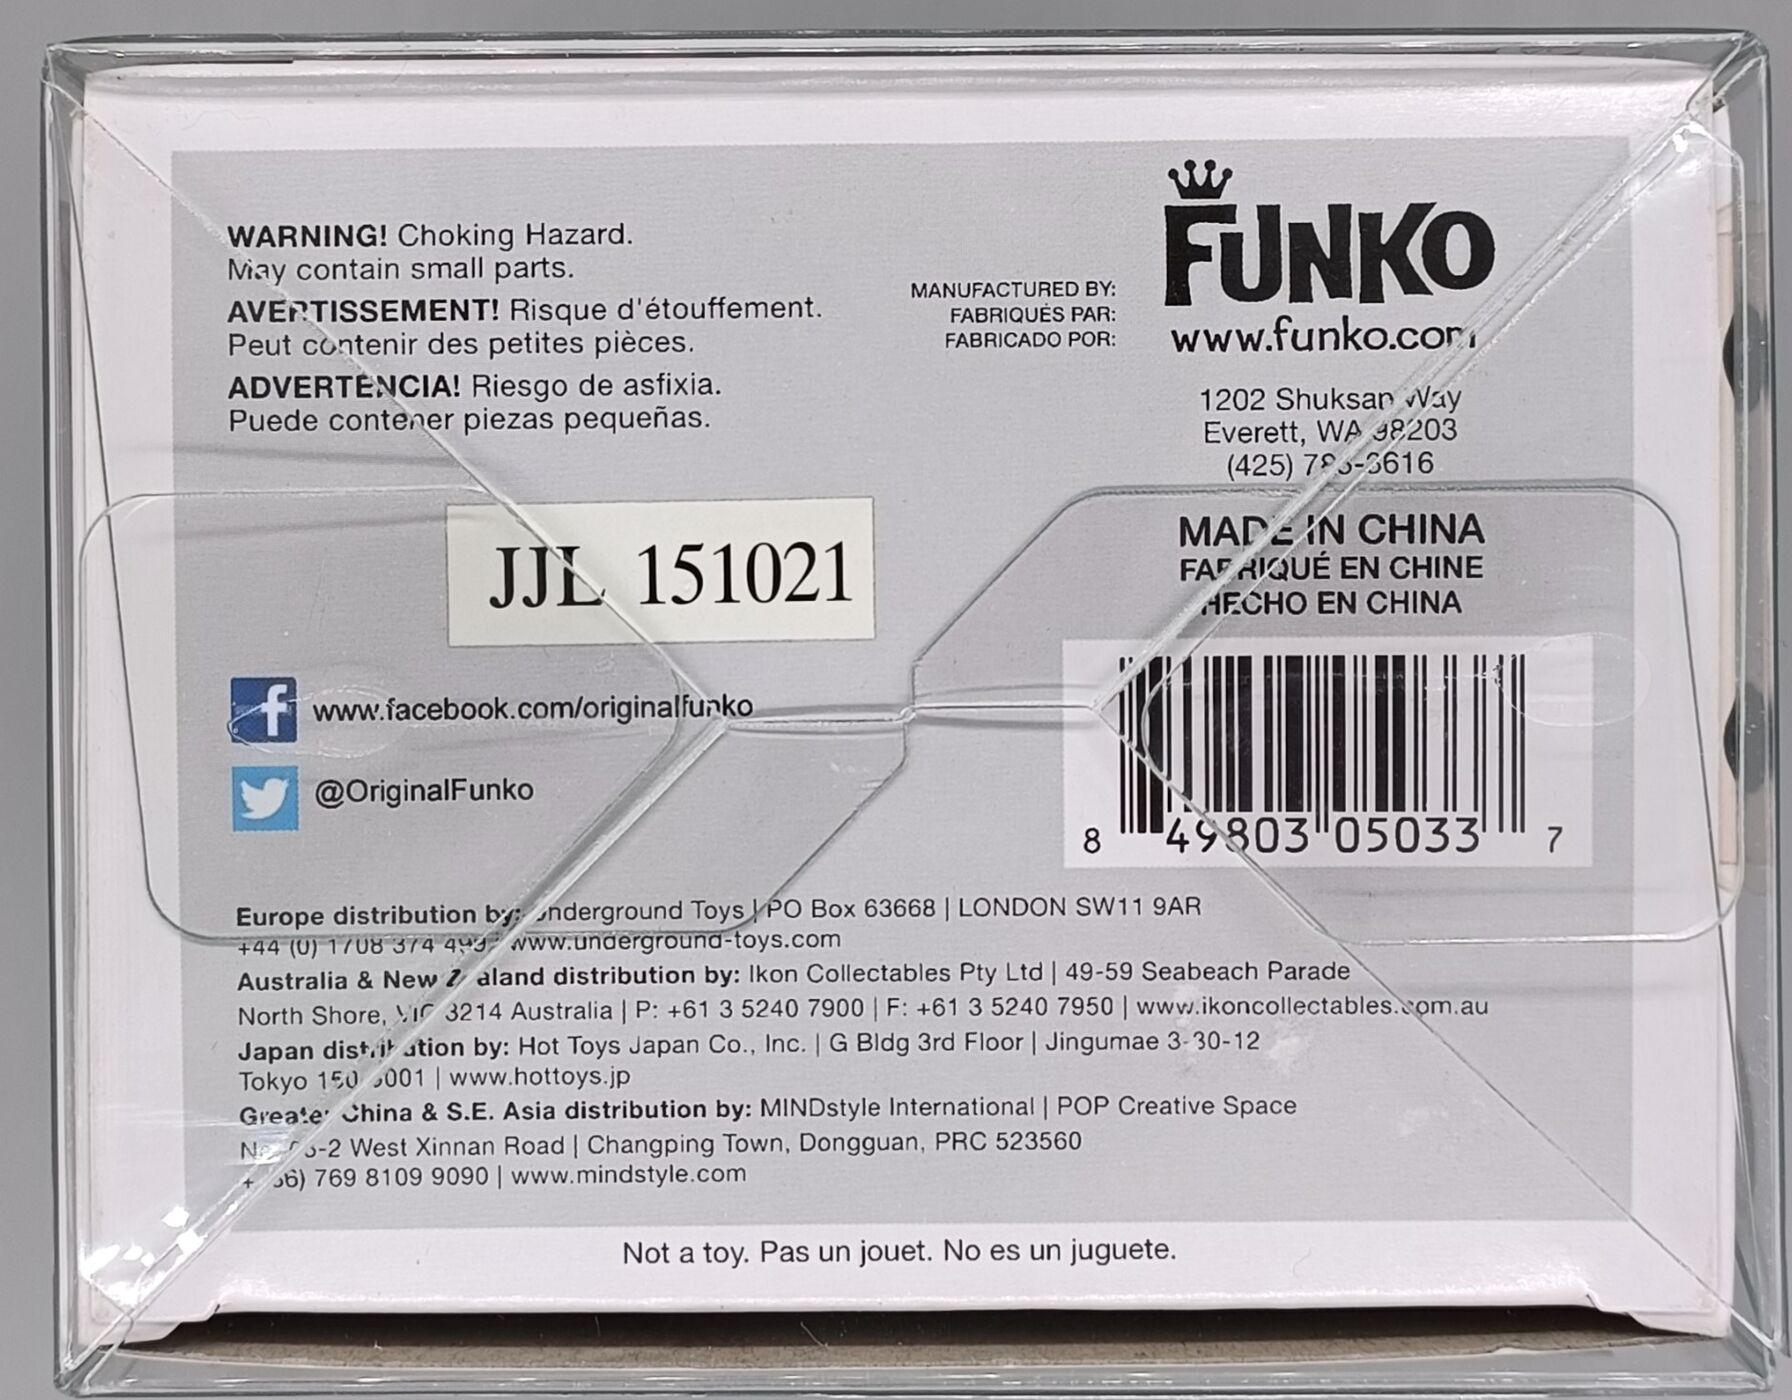 WARNING! Choking Hazard.
May contain small parts.
AVERTISSEMENT! Risque d'étouffement.
Peut contenir des petites pièces.
ADVERTENCIA! Riesgo de asfixia.
Puede contener piezas pequeñas.
MANUFACTURED BY:
FABRIQUÉS PAR:
FABRICADO POR:
FUNKO
www.funko.com
1202 Shuksan Way
Everett, WA 98203
(425)
MADE IN CHINA
FABRIQUÉ EN CHINE
HECHO EN CHINA
JJL 151021
f www.facebook.com/originalfunko
@OriginalFunko
8 49803 05033 7
Europe distribution by: Underground Toys | PO Box 63668 | LONDON SW11 9AR
+44 (0) 1708 374 www.underground-toys.com
Australia & New Zealand distribution by: Ikon Collectables Pty Ltd | 49-59 Seabeach Parade
North Shore, VIC 3214 Australia | P: +61 3 5240 7900 | F: +61 3 5240 7950 | www.ikoncollectables.com.au
Japan distribution by: Hot Toys Japan Co., Inc. | G Bldg 3rd Floor | Jingumae 3-30-12
Tokyo 150-0001 | www.hottoys.jp
Greater China & S.E. Asia distribution by: MINDstyle International | POP Creative Space
West Xinnan Road | Changping Town, Dongguan, PRC 523560
769 8109 9090 | www.mindstyle.com
Not a toy. Pas un jouet. No es un juguete.